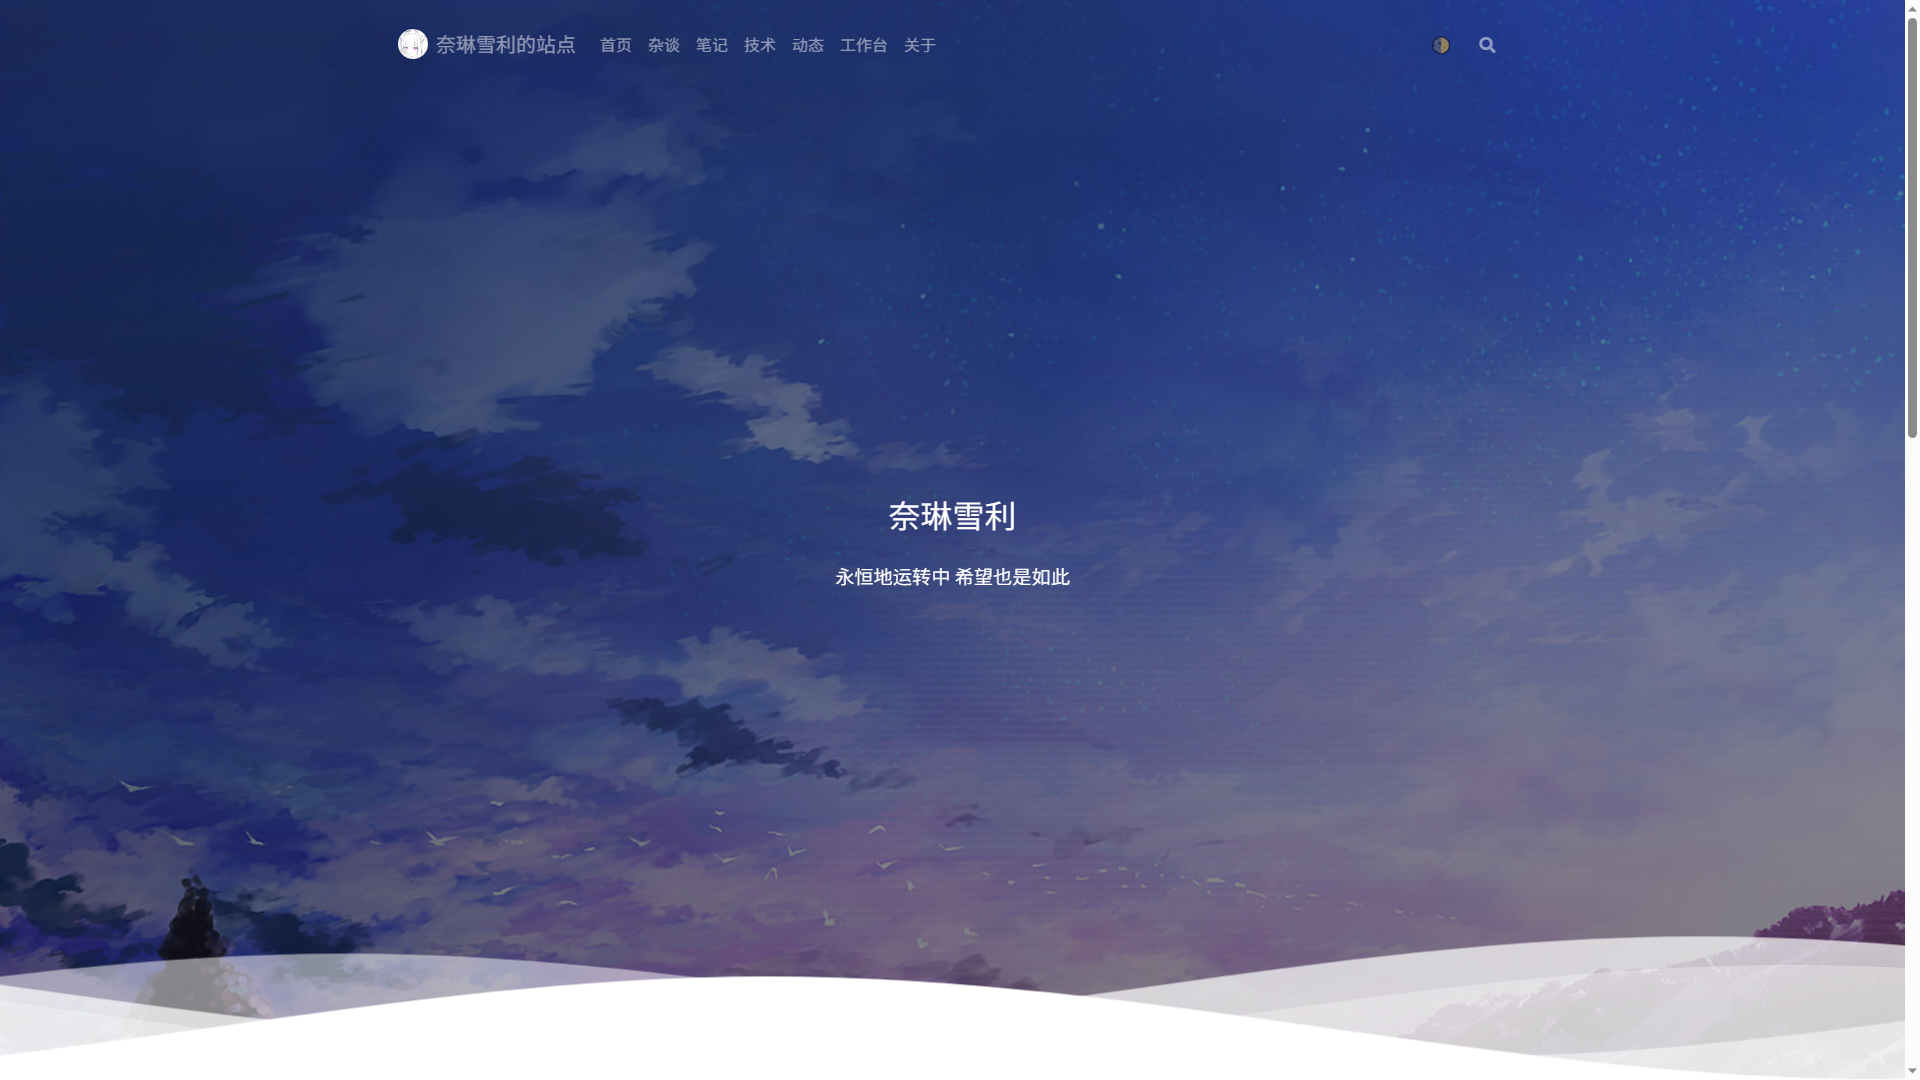 奈琳雪利的站点 首页 杂谈 笔记 技术 动态 工作台 关于
奈琳雪利
永恒地运转中 希望也是如此